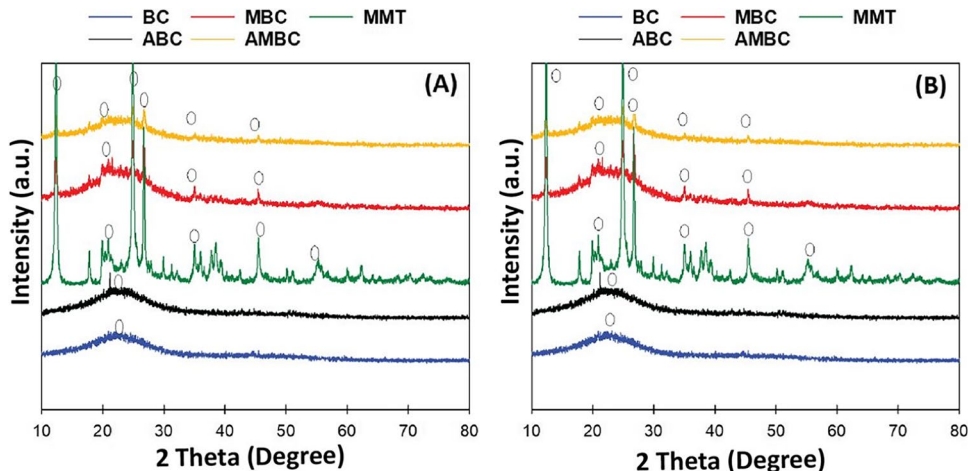 BC MBC MMT
ABC AMBC
(A)
Intensity (a.u.)
10 20 30 40 50 60 70 80
2 Theta (Degree)
BC MBC MMT
ABC AMBC
(B)
Intensity (a.u.)
10 20 30 40 50 60 70 80
2 Theta (Degree)